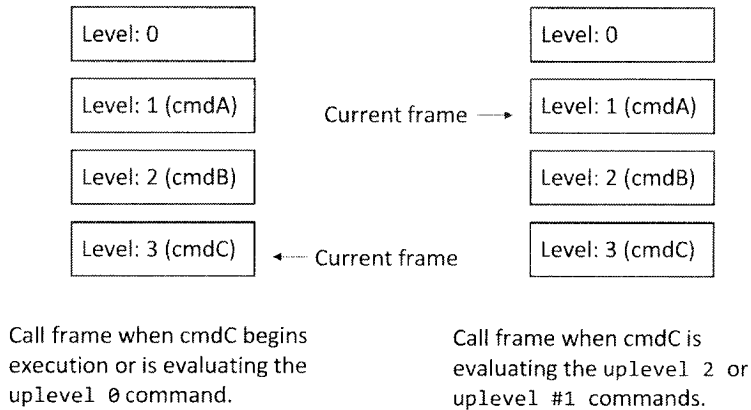 Level: 0
Level: 1 (cmdA)
Level: 2 (cmdB)
Level: 3 (cmdC)
Current frame
Call frame when cmdC begins
execution or is evaluating the
uplevel 0 command.
Level: 0
Current frame
Level: 1 (cmdA)
Level: 2 (cmdB)
Level: 3 (cmdC)
Call frame when cmdC is
evaluating the uplevel 2 or
uplevel #1 commands.